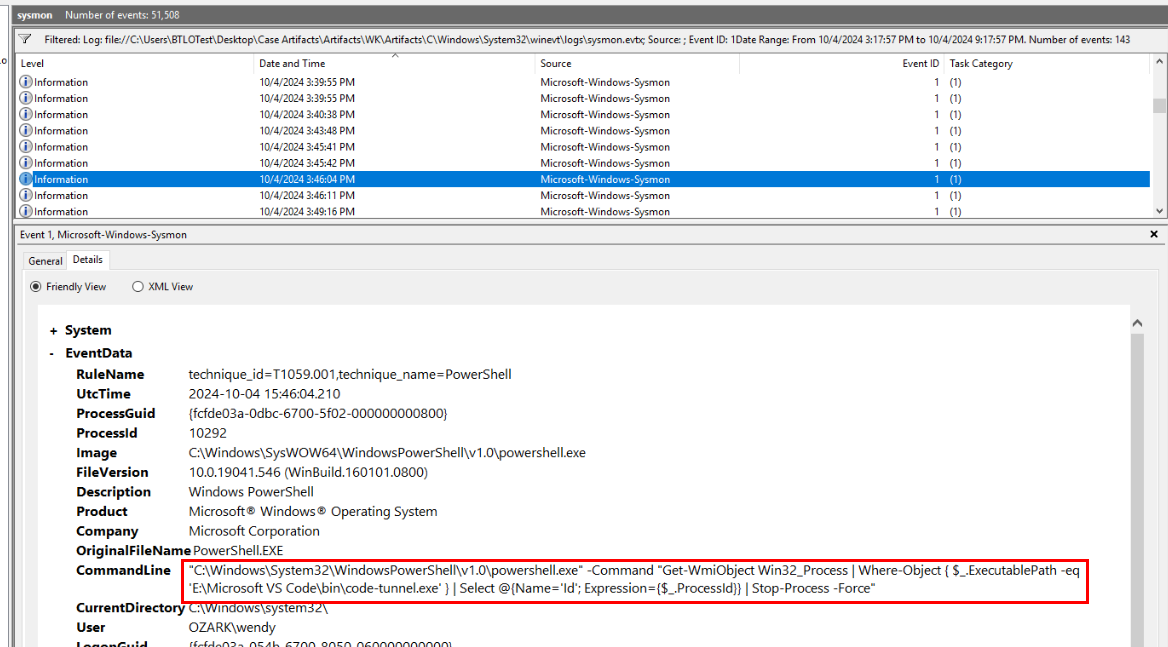 sysmon Number of events: 51,508
Filtered: Log: file://C:\Users\BTLOTest\Desktop\Case Artifacts\Artifacts\WK\Artifacts\C\Windows\System32\winevt\logs\sysmon.evtx; Source: ; Event ID: 1Date Range: From 10/4/2024 3:17:57 PM to 10/4/2024 9:17:57 PM. Number of events: 143
Level Date and Time Source Event ID Task Category
Information 10/4/2024 3:39:55 PM Microsoft-Windows-Sysmon 1 (1)
Information 10/4/2024 3:39:55 PM Microsoft-Windows-Sysmon 1 (1)
Information 10/4/2024 3:40:38 PM Microsoft-Windows-Sysmon 1 (1)
Information 10/4/2024 3:43:48 PM Microsoft-Windows-Sysmon 1 (1)
Information 10/4/2024 3:45:41 PM Microsoft-Windows-Sysmon 1 (1)
Information 10/4/2024 3:45:42 PM Microsoft-Windows-Sysmon 1 (1)
Information 10/4/2024 3:46:04 PM Microsoft-Windows-Sysmon 1 (1)
Information 10/4/2024 3:46:11 PM Microsoft-Windows-Sysmon 1 (1)
Information 10/4/2024 3:49:16 PM Microsoft-Windows-Sysmon 1 (1)
Event 1, Microsoft-Windows-Sysmon
General Details
Friendly View XML View
+ System
- EventData
RuleName technique_id=T1059.001,technique_name=PowerShell
UtcTime 2024-10-04 15:46:04.210
ProcessGuid {fcfde03a-0dbc-6700-5f02-000000000800}
ProcessId 10292
Image C:\Windows\SysWOW64\WindowsPowerShell\v1.0\powershell.exe
FileVersion 10.0.19041.546 (WinBuild.160101.0800)
Description Windows PowerShell
Product Microsoft® Windows® Operating System
Company Microsoft Corporation
OriginalFileName PowerShell.EXE
CommandLine "C:\Windows\System32\WindowsPowerShell\v1.0\powershell.exe" -Command "Get-WmiObject Win32_Process | Where-Object { $_.ExecutablePath -eq
'E:\Microsoft VS Code\bin\code-tunnel.exe' } | Select @{Name='Id'; Expression={$_.ProcessId}} | Stop-Process -Force"
CurrentDirectory C:\Windows\system32\
User OZARK\wendy
LogonGuid {fcfde03a-054b-6700-8050-060000000000}